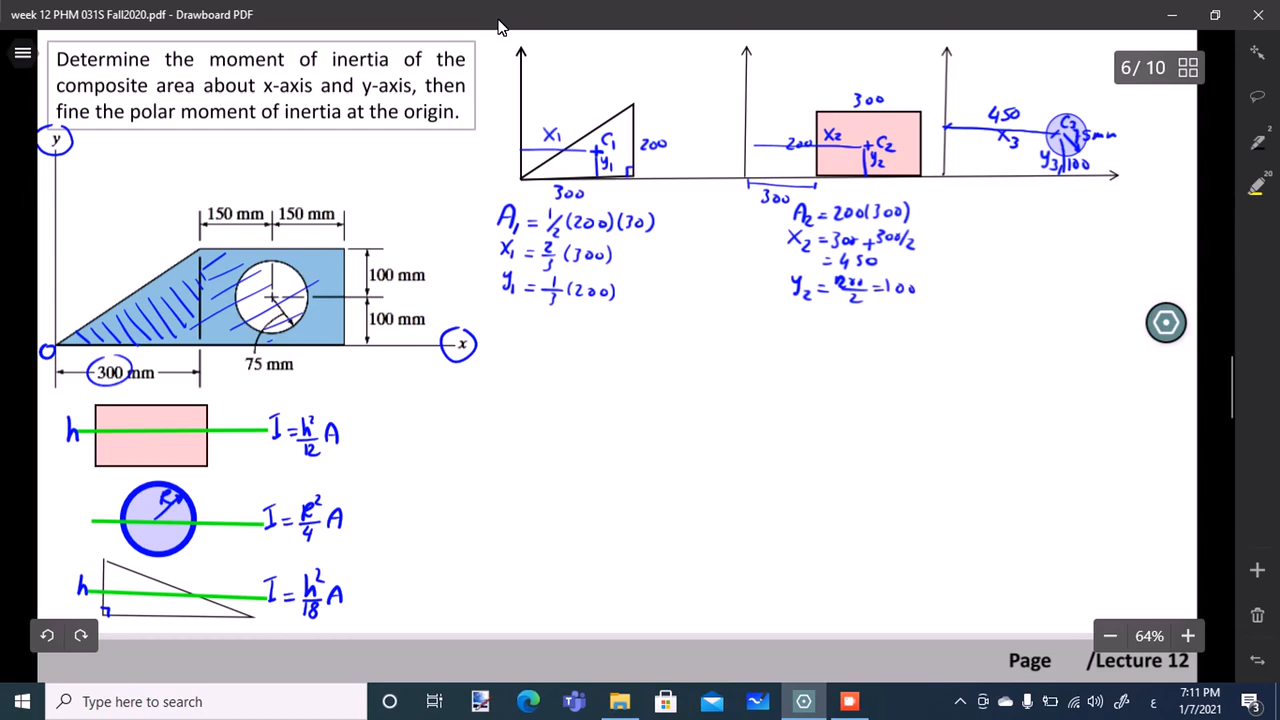 week 12 PHM 031S Fall2020.pdf - Drawboard PDF
Determine the moment of inertia of the
composite area about x-axis and y-axis, then
fine the polar moment of inertia at the origin.
6 / 10
y
150 mm 150 mm
100 mm
100 mm
O
x
300 mm
75 mm
X1
C1
y1
200
300
300
200
X2
C2
y2
300
450
X3
C3
75mm
y3
100
A1 = 1/2 (200)(30)
X1 = 2/3 (300)
y1 = 1/3 (200)
A2 = 200(300)
X2 = 300 + 300/2
= 450
y2 = 200/2 = 100
h
I = h²/12 A
R
I = R²/4 A
h
I = h²/18 A
64%
Page /Lecture 12
Type here to search
ع
7:11 PM
1/7/2021
3
20